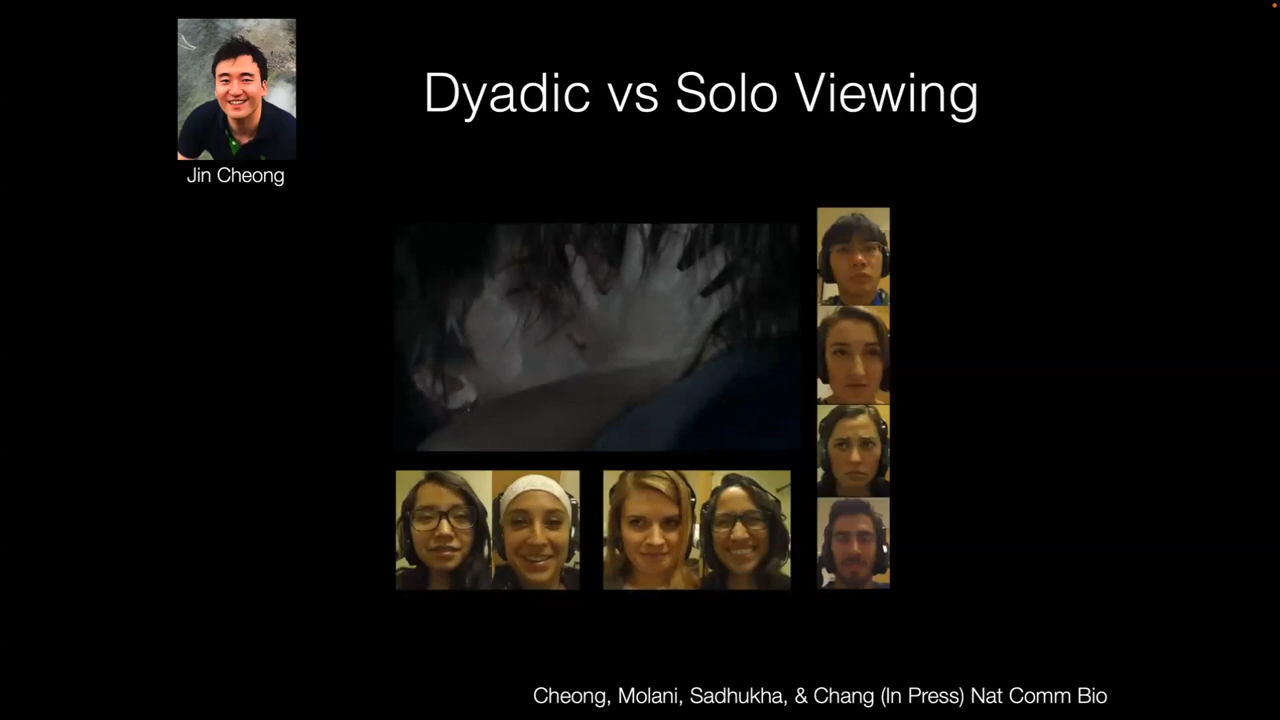 Dyadic vs Solo Viewing
Jin Cheong
Cheong, Molani, Sadhukha, & Chang (In Press) Nat Comm Bio